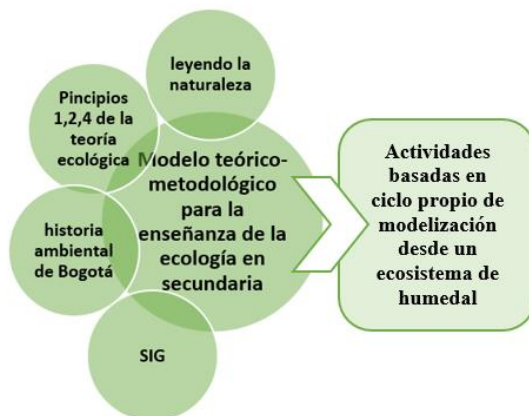 leyendo la
naturaleza
Pincipios
1,2,4 de la
teoría
ecológica
Modelo teórico-
metodológico
para la
enseñanza de la
ecología en
secundaria
historia
ambiental
de Bogotá
SIG
Actividades
basadas en
ciclo propio de
modelización
desde un
ecosistema de
humedal